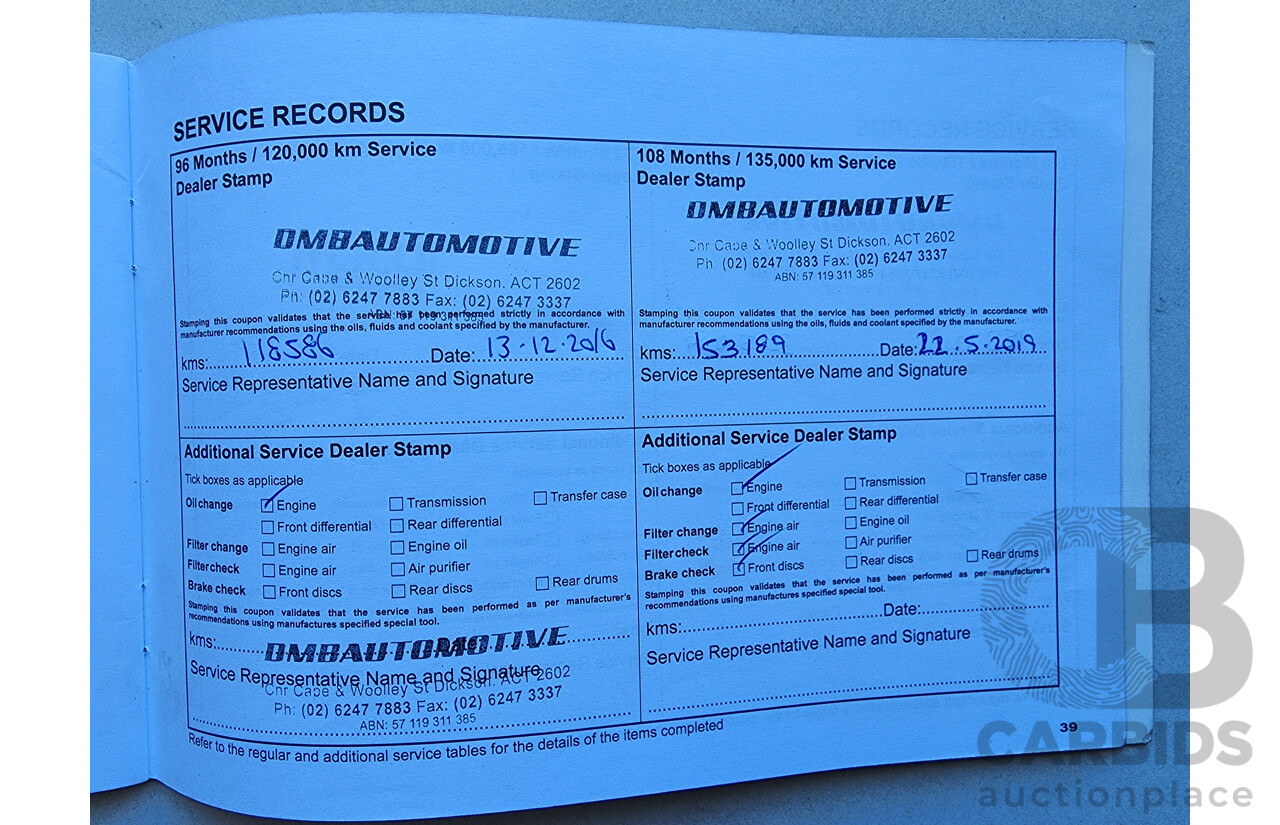 SERVICE RECORDS
96 Months / 120,000 km Service
Dealer Stamp
DMBAUTOMOTIVE
Cnr Cape & Woolley St Dickson. ACT 2602
Ph: (02) 6247 7883 Fax: (02) 6247 3337
ABN: 57 119 311 385
Stamping this coupon validates that the service has been performed strictly in accordance with
manufacturer recommendations using the oils, fluids and coolant specified by the manufacturer.
kms: 118586 Date: 13.12.2016
Service Representative Name and Signature
Additional Service Dealer Stamp
Tick boxes as applicable
Oil change Engine Transmission Transfer case
Front differential Rear differential
Filter change Engine air Engine oil
Filter check Engine air Air purifier
Brake check Front discs Rear discs Rear drums
Stamping this coupon validates that the service has been performed as per manufacturer's
recommendations using manufactures specified special tool.
kms: Date:
DMBAUTOMOTIVE
Service Representative Name and Signature
Cnr Cape & Woolley St Dickson. ACT 2602
Ph: (02) 6247 7883 Fax: (02) 6247 3337
ABN: 57 119 311 385
108 Months / 135,000 km Service
Dealer Stamp
DMBAUTOMOTIVE
Cnr Cape & Woolley St Dickson. ACT 2602
Ph: (02) 6247 7883 Fax: (02) 6247 3337
ABN: 57 119 311 385
Stamping this coupon validates that the service has been performed strictly in accordance with
manufacturer recommendations using the oils, fluids and coolant specified by the manufacturer.
kms: 153189 Date: 22.5.2019
Service Representative Name and Signature
Additional Service Dealer Stamp
Tick boxes as applicable
Oil change Engine Transmission Transfer case
Front differential Rear differential
Filter change Engine air Engine oil
Filter check Engine air Air purifier
Brake check Front discs Rear discs Rear drums
Stamping this coupon validates that the service has been performed as per manufacturer's
recommendations using manufactures specified special tool.
kms: Date:
Service Representative Name and Signature
Refer to the regular and additional service tables for the details of the items completed
39
CB
CARBIDS
auctionplace